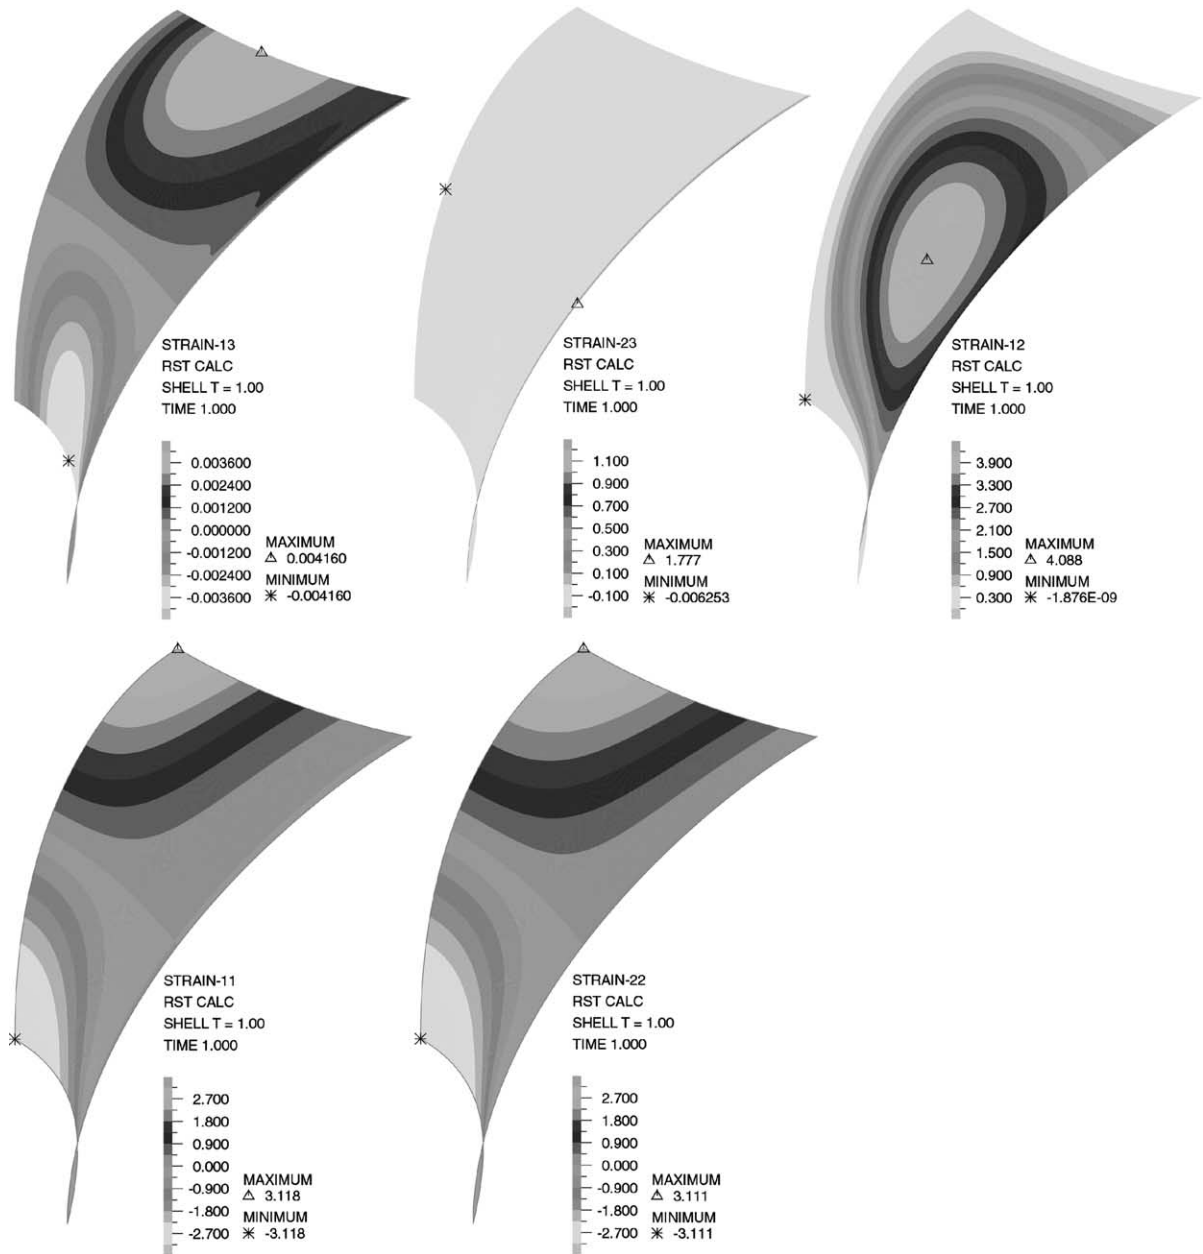 STRAIN-13
RST CALC
SHELL T = 1.00
TIME 1.000
0.003600
0.002400
0.001200
0.000000
-0.001200
-0.002400
-0.003600
MAXIMUM
△ 0.004160
MINIMUM
✳ -0.004160
STRAIN-23
RST CALC
SHELL T = 1.00
TIME 1.000
1.100
0.900
0.700
0.500
0.300
0.100
-0.100
MAXIMUM
△ 1.777
MINIMUM
✳ -0.006253
STRAIN-12
RST CALC
SHELL T = 1.00
TIME 1.000
3.900
3.300
2.700
2.100
1.500
0.900
0.300
MAXIMUM
△ 4.088
MINIMUM
✳ -1.876E-09
STRAIN-11
RST CALC
SHELL T = 1.00
TIME 1.000
2.700
1.800
0.900
0.000
-0.900
-1.800
-2.700
MAXIMUM
△ 3.118
MINIMUM
✳ -3.118
STRAIN-22
RST CALC
SHELL T = 1.00
TIME 1.000
2.700
1.800
0.900
0.000
-0.900
-1.800
-2.700
MAXIMUM
△ 3.111
MINIMUM
✳ -3.111